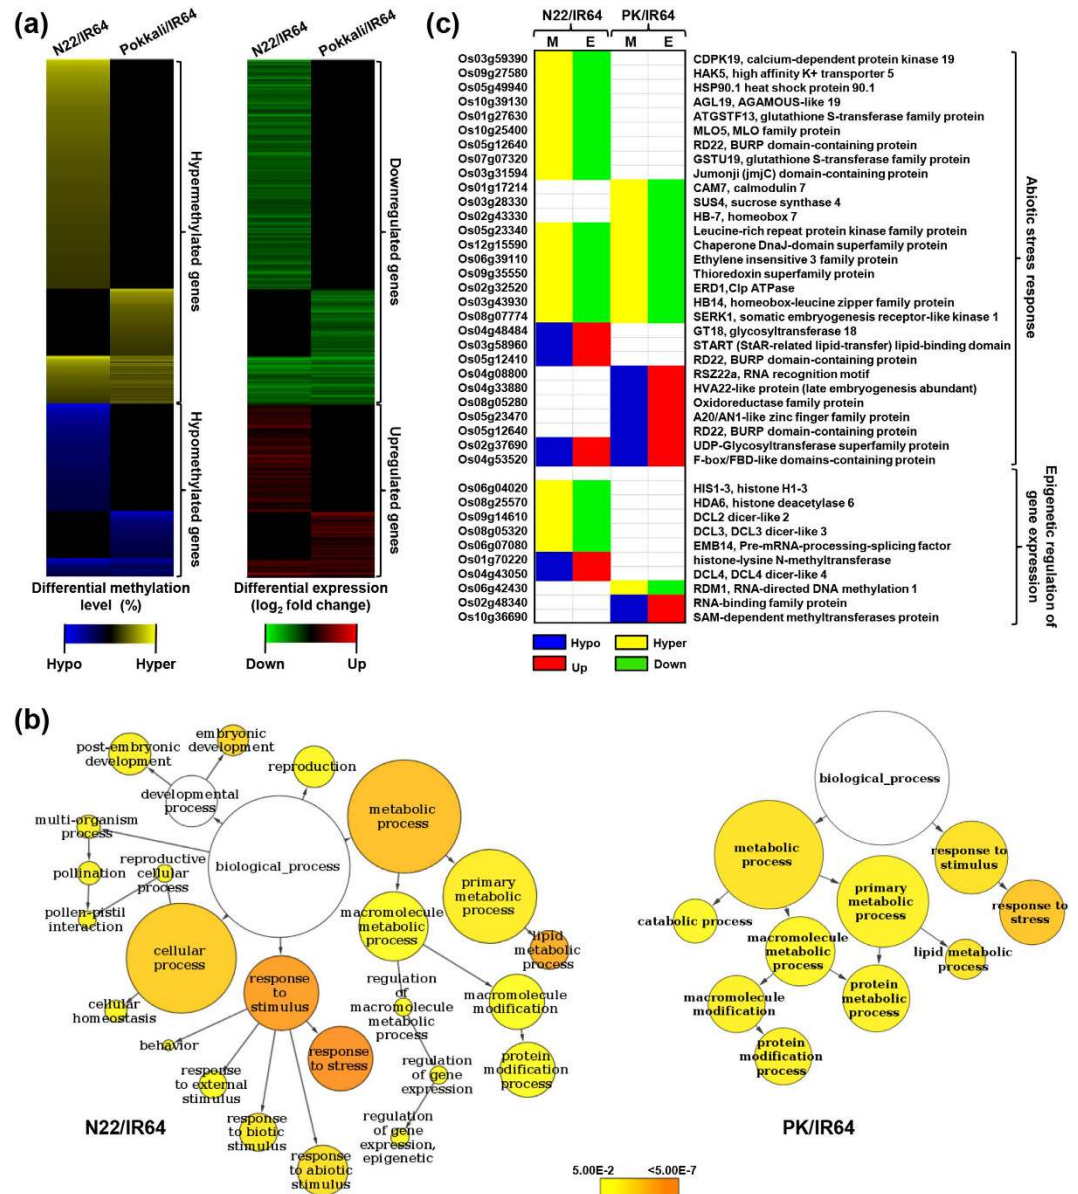 (a)
N22/IR64
Pokkali/IR64
Hypermethylated genes
Hypomethylated genes
Differential methylation
level (%)
Hypo
Hyper
N22/IR64
Pokkali/IR64
Downregulated genes
Upregulated genes
Differential expression
(log2 fold change)
Down
Up
(c)
N22/IR64 PK/IR64
M E M E
Os03g59390 CDPK19, calcium-dependent protein kinase 19
Os09g27580 HAK5, high affinity K+ transporter 5
Os05g49940 HSP90.1 heat shock protein 90.1
Os10g39130 AGL19, AGAMOUS-like 19
Os01g27630 ATGSTF13, glutathione S-transferase family protein
Os10g25400 MLO5, MLO family protein
Os05g12640 RD22, BURP domain-containing protein
Os07g07320 GSTU19, glutathione S-transferase family protein
Os03g31594 Jumonji (jmjC) domain-containing protein
Os01g17214 CAM7, calmodulin 7
Os03g28330 SUS4, sucrose synthase 4
Os02g43330 HB-7, homeobox 7
Os05g23340 Leucine-rich repeat protein kinase family protein
Os12g15590 Chaperone DnaJ-domain superfamily protein
Os06g39110 Ethylene insensitive 3 family protein
Os09g35550 Thioredoxin superfamily protein
Os02g32520 ERD1,Clp ATPase
Os03g43930 HB14, homeobox-leucine zipper family protein
Os08g07774 SERK1, somatic embryogenesis receptor-like kinase 1
Os04g48484 GT18, glycosyltransferase 18
Os03g58960 START (StAR-related lipid-transfer) lipid-binding domain
Os05g12410 RD22, BURP domain-containing protein
Os04g08800 RSZ22a, RNA recognition motif
Os04g33880 HVA22-like protein (late embryogenesis abundant)
Os08g05280 Oxidoreductase family protein
Os05g23470 A20/AN1-like zinc finger family protein
Os05g12640 RD22, BURP domain-containing protein
Os02g37690 UDP-Glycosyltransferase superfamily protein
Os04g53520 F-box/FBD-like domains-containing protein
Abiotic stress response
Os06g04020 HIS1-3, histone H1-3
Os08g25570 HDA6, histone deacetylase 6
Os09g14610 DCL2 dicer-like 2
Os08g05320 DCL3, DCL3 dicer-like 3
Os06g07080 EMB14, Pre-mRNA-processing-splicing factor
Os01g70220 histone-lysine N-methyltransferase
Os04g43050 DCL4, DCL4 dicer-like 4
Os06g42430 RDM1, RNA-directed DNA methylation 1
Os02g48340 RNA-binding family protein
Os10g36690 SAM-dependent methyltransferases protein
Epigenetic regulation of
gene expression
Hypo Hyper
Up Down
(b)
post-embryonic
development
embryonic
development
reproduction
developmental
process
multi-organism
process
metabolic
process
biological_process
reproductive
cellular
process
pollination
pollen-pistil
interaction
primary
metabolic
process
macromolecule
metabolic
process
lipid
metabolic
process
cellular
process
response
to
stimulus
regulation
of
macromolecule
metabolic
process
macromolecule
modification
cellular
homeostasis
behavior
response
to stress
response
to external
stimulus
regulation
of gene
expression
protein
modification
process
response
to biotic
stimulus
regulation
of gene
expression,
epigenetic
response
to abiotic
stimulus
N22/IR64
biological_process
metabolic
process
response to
stimulus
primary
metabolic
process
response to
stress
catabolic process
macromolecule
metabolic
process
lipid metabolic
process
macromolecule
modification
protein
metabolic
process
protein
modification
process
PK/IR64
5.00E-2 <5.00E-7